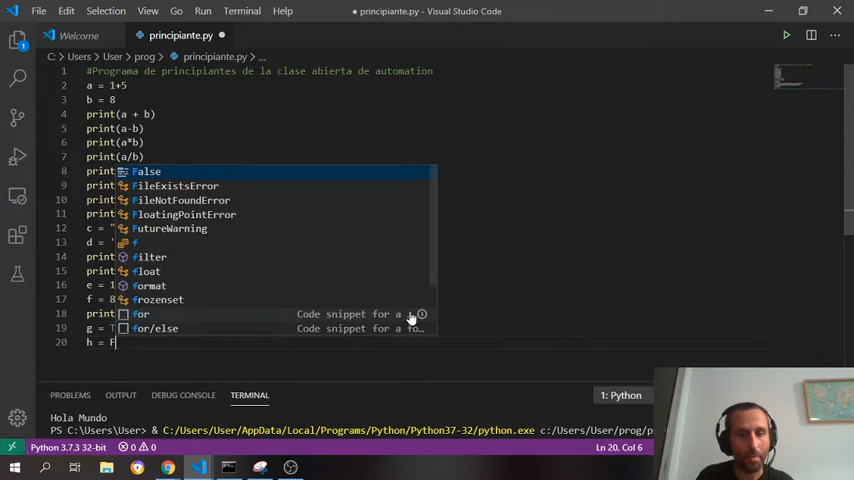 File Edit Selection View Go Run Terminal Help
● principiante.py - Visual Studio Code
Welcome
principiante.py ●
C: > Users > User > prog > principiante.py > ...
1 #Programa de principiantes de la clase abierta de automation
2 a = 1+5
3 b = 8
4 print(a + b)
5 print(a-b)
6 print(a*b)
7 print(a/b)
8 print
False
9 print
FileExistsError
10 print
FileNotFoundError
11 print
FloatingPointError
12 c = "
FutureWarning
13 d = '
f
14 print
filter
15 print
float
16 e = 1
format
17 f = 8
frozenset
18 print
for Code snippet for a
19 g = T
for/else Code snippet for a fo…
20 h = F
PROBLEMS OUTPUT DEBUG CONSOLE TERMINAL
1: Python
Hola Mundo
PS C:\Users\User> & C:/Users/User/AppData/Local/Programs/Python/Python37-32/python.exe c:/Users/User/prog/
Python 3.7.3 32-bit 0 0
Ln 20, Col 6